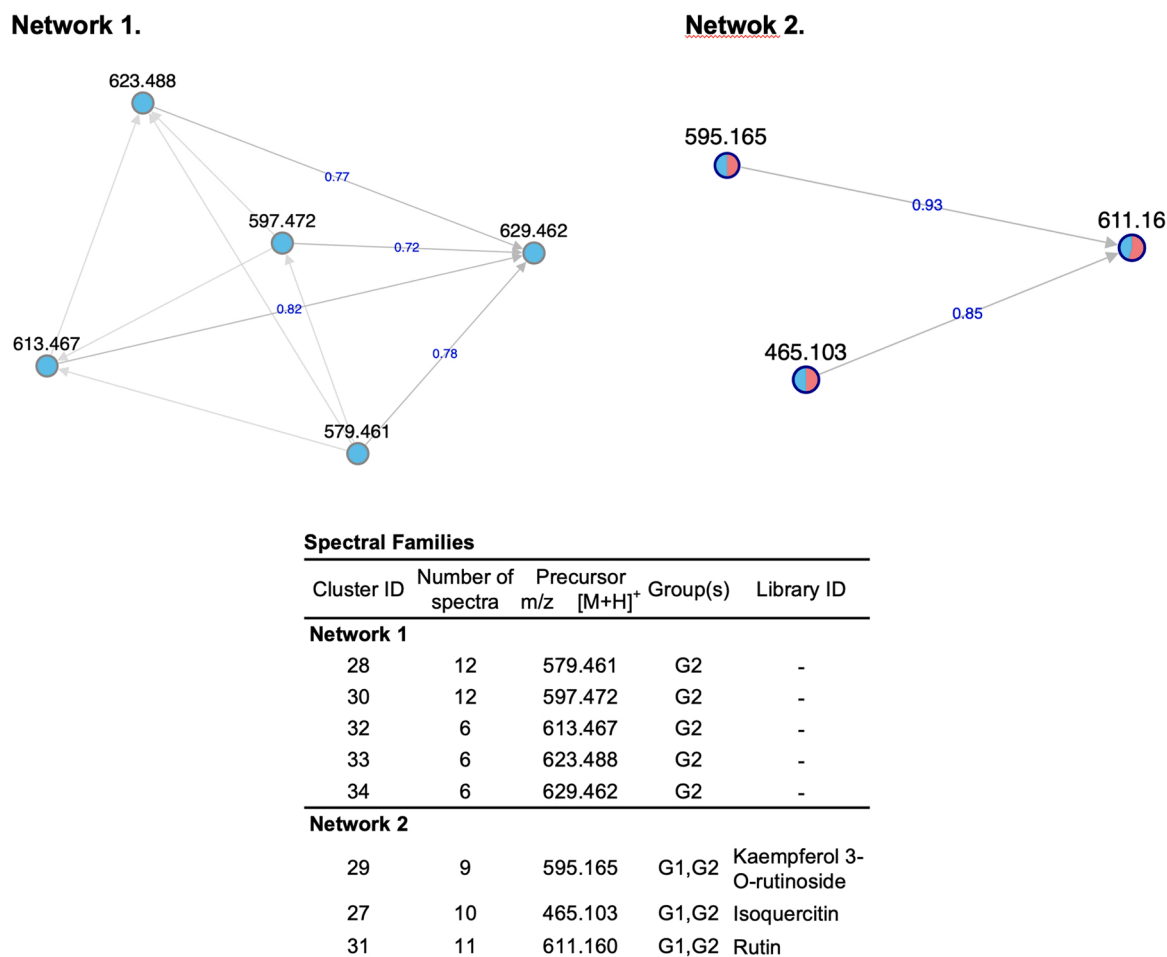 Network 1.
Netwok 2.
623.488
595.165
0.77
0.93
611.16
597.472
629.462
0.72
0.82
0.85
613.467
0.78
465.103
579.461
Spectral Families
Cluster ID Number of spectra Precursor m/z [M+H]+ Group(s) Library ID
Network 1
28 12 579.461 G2 -
30 12 597.472 G2 -
32 6 613.467 G2 -
33 6 623.488 G2 -
34 6 629.462 G2 -
Network 2
29 9 595.165 G1,G2 Kaempferol 3-
O-rutinoside
27 10 465.103 G1,G2 Isoquercitin
31 11 611.160 G1,G2 Rutin